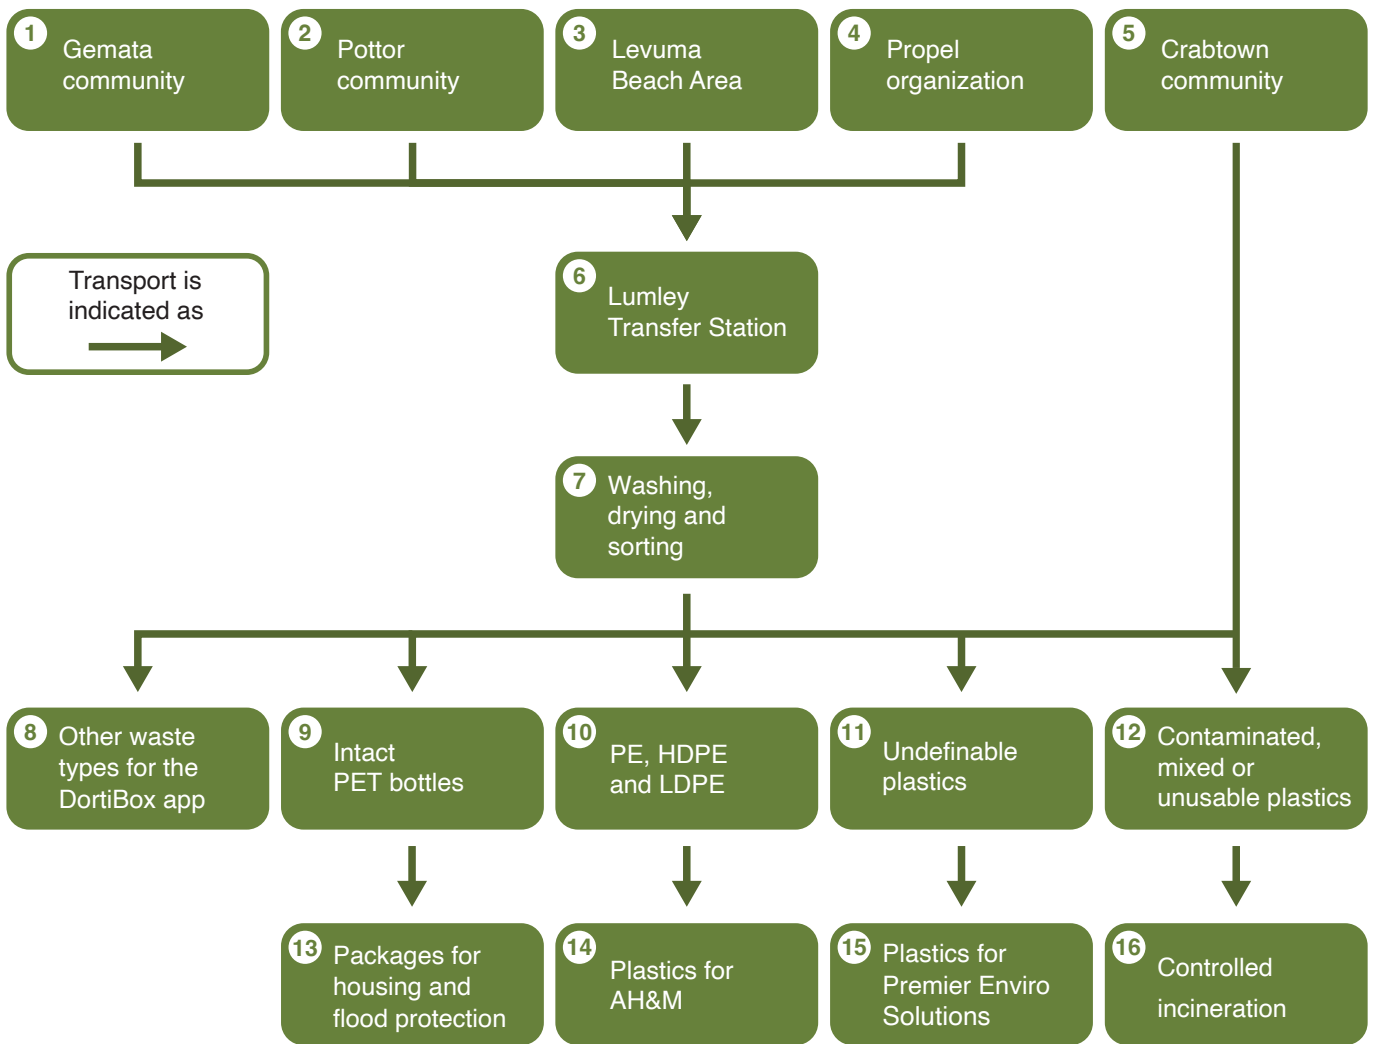 1
Gemata
community
2
Pottor
community
3
Levuma
Beach Area
4
Propel
organization
5
Crabtown
community
Transport is
indicated as
6
Lumley
Transfer Station
7
Washing,
drying and
sorting
8
Other waste
types for the
DortiBox app
9
Intact
PET bottles
10
PE, HDPE
and LDPE
11
Undefinable
plastics
12
Contaminated,
mixed or
unusable plastics
13
Packages for
housing and
flood protection
14
Plastics for
AH&M
15
Plastics for
Premier Enviro
Solutions
16
Controlled
incineration